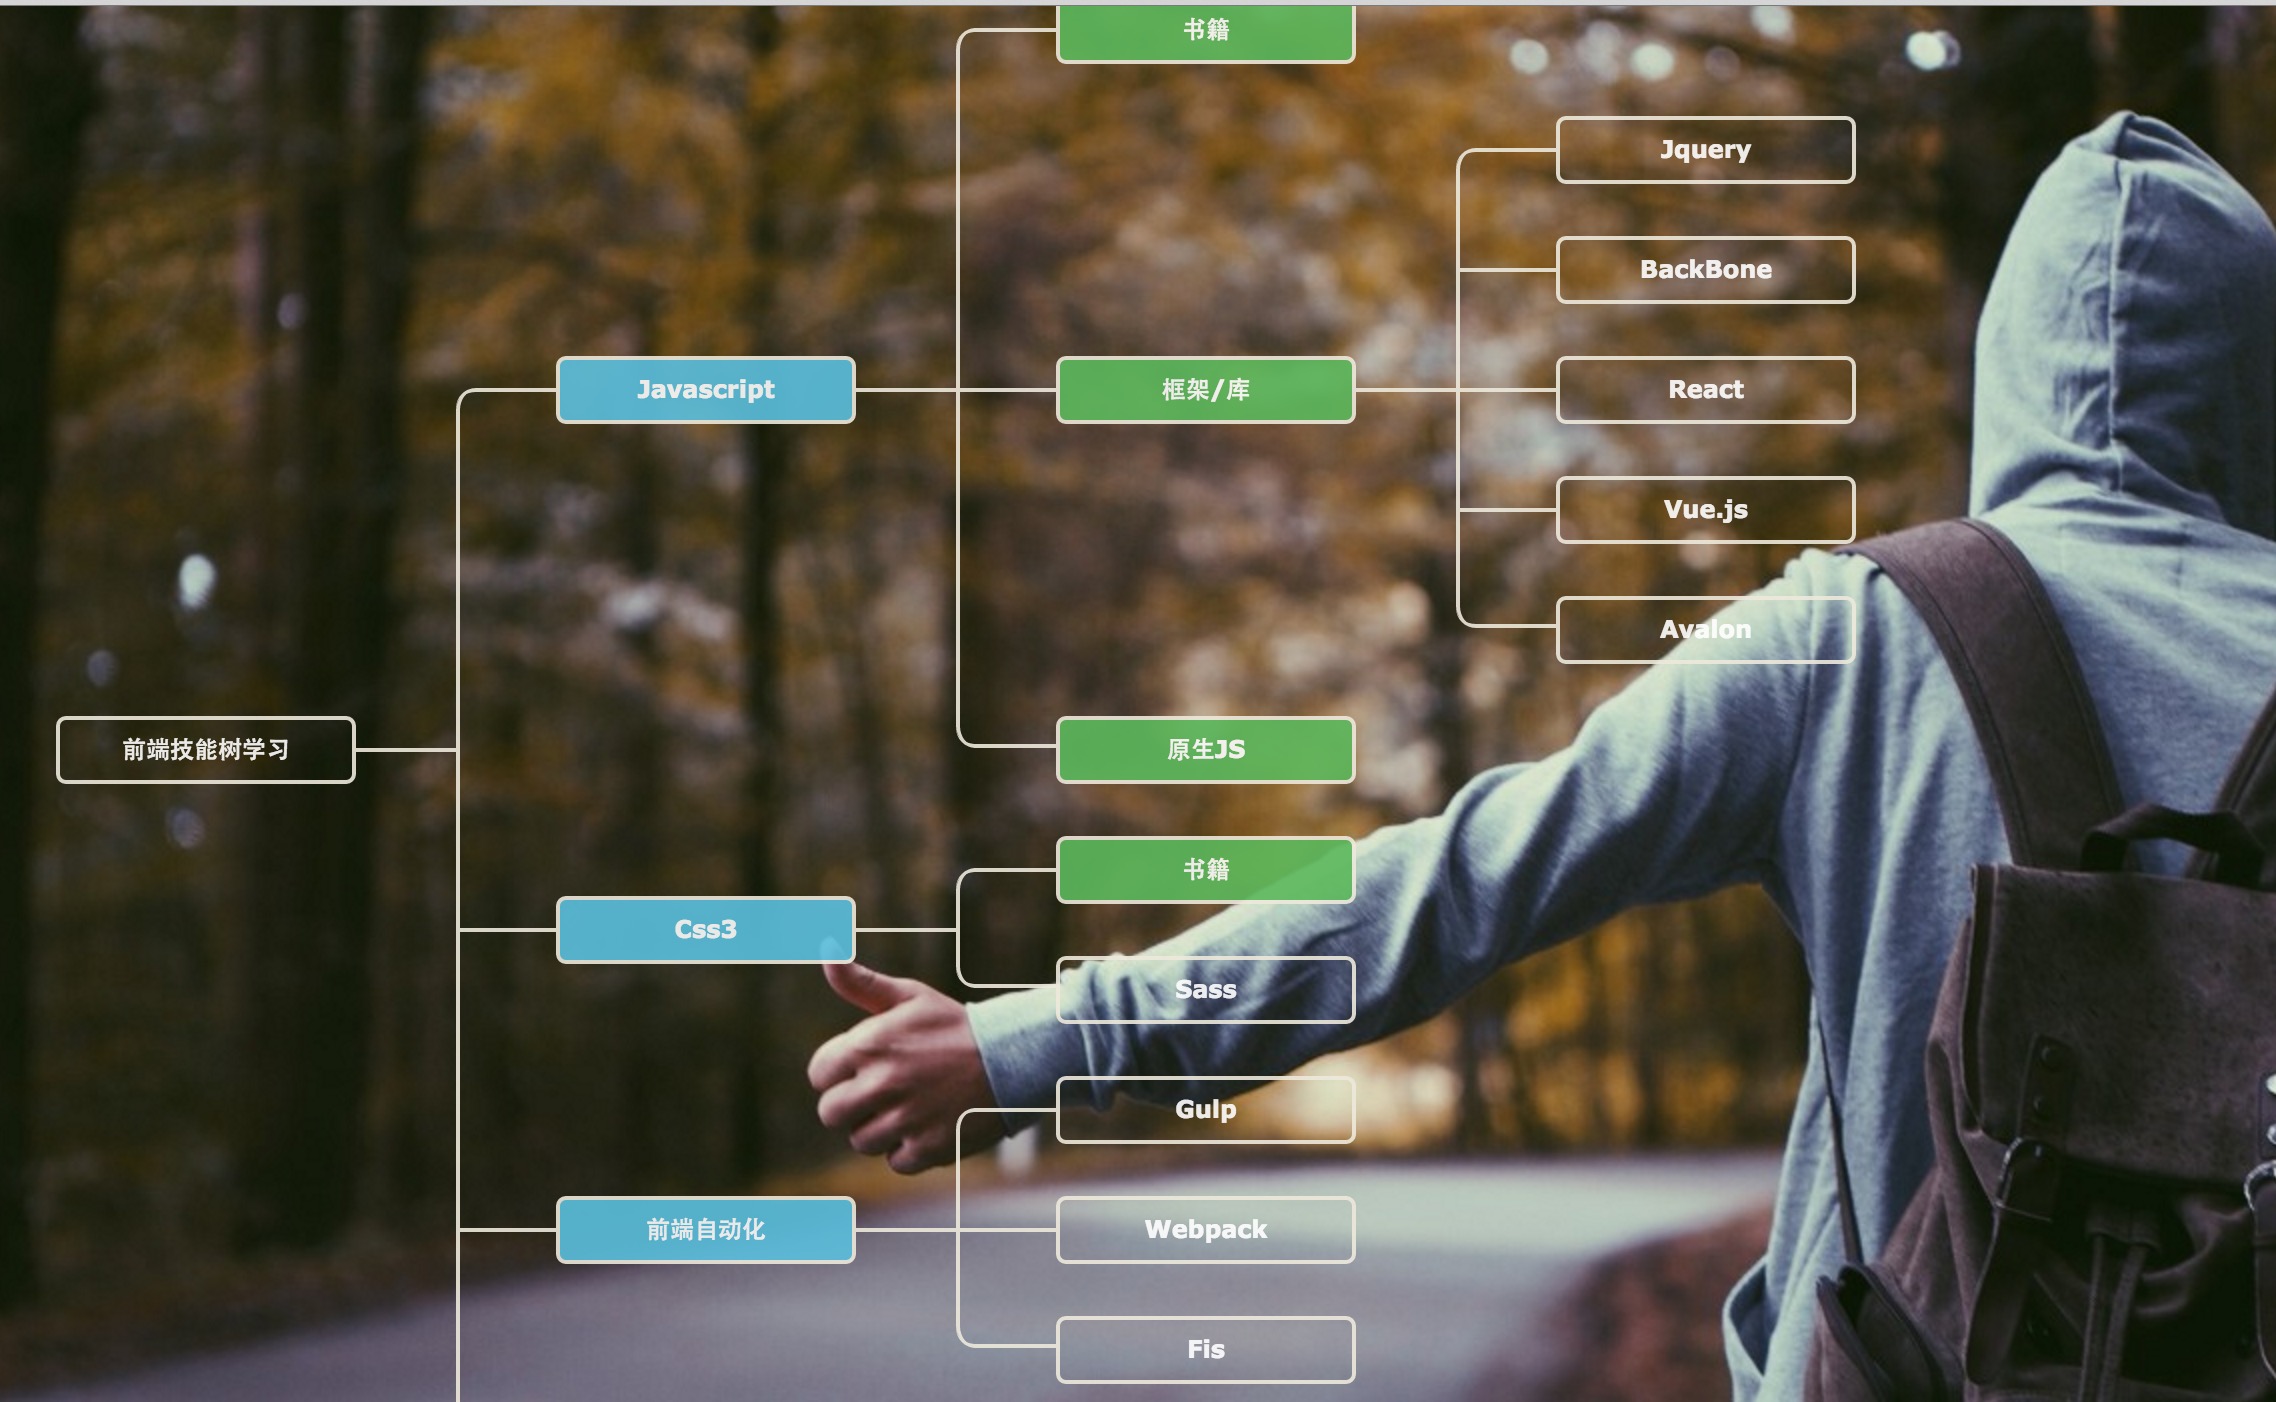 书籍
Jquery
BackBone
Javascript
框架/库
React
Vue.js
Avalon
前端技能树学习
原生JS
书籍
Css3
Sass
Gulp
前端自动化
Webpack
Fis